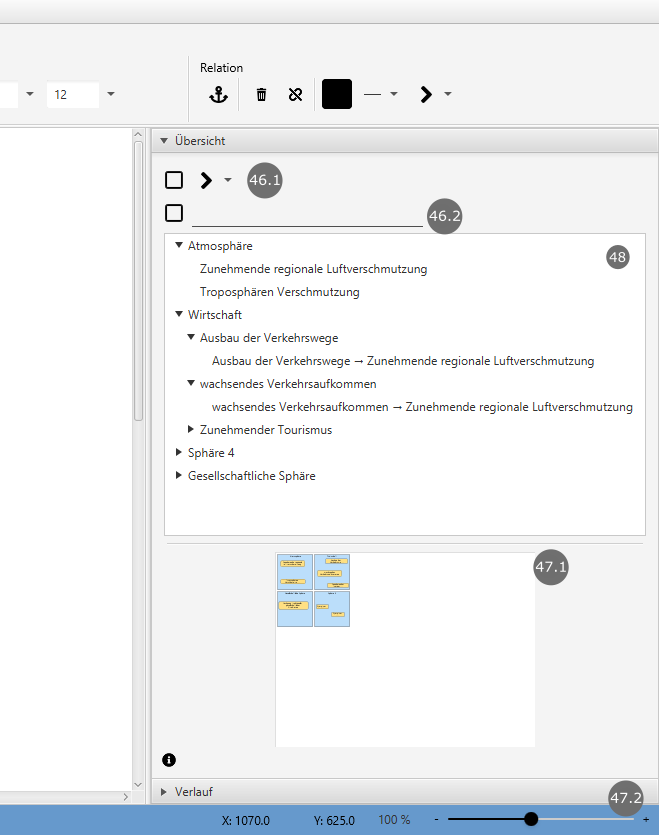 Relation
12
Übersicht
46.1
46.2
Atmosphäre
48
Zunehmende regionale Luftverschmutzung
Troposphären Verschmutzung
Wirtschaft
Ausbau der Verkehrswege
Ausbau der Verkehrswege → Zunehmende regionale Luftverschmutzung
wachsendes Verkehrsaufkommen
wachsendes Verkehrsaufkommen → Zunehmende regionale Luftverschmutzung
Zunehmender Tourismus
Sphäre 4
Gesellschaftliche Sphäre
47.1
Verlauf
47.2
X: 1070.0 Y: 625.0 100 % - +